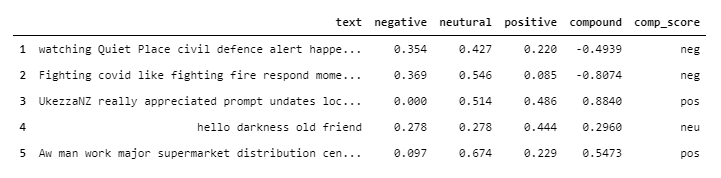 text negative neutural positive compound comp_score
1 watching Quiet Place civil defence alert happe... 0.354 0.427 0.220 -0.4939 neg
2 Fighting covid like fighting fire respond mome... 0.369 0.546 0.085 -0.8074 neg
3 UkezzaNZ really appreciated prompt undates loc... 0.000 0.514 0.486 0.8840 pos
4 hello darkness old friend 0.278 0.278 0.444 0.2960 neu
5 Aw man work major supermarket distribution cen... 0.097 0.674 0.229 0.5473 pos